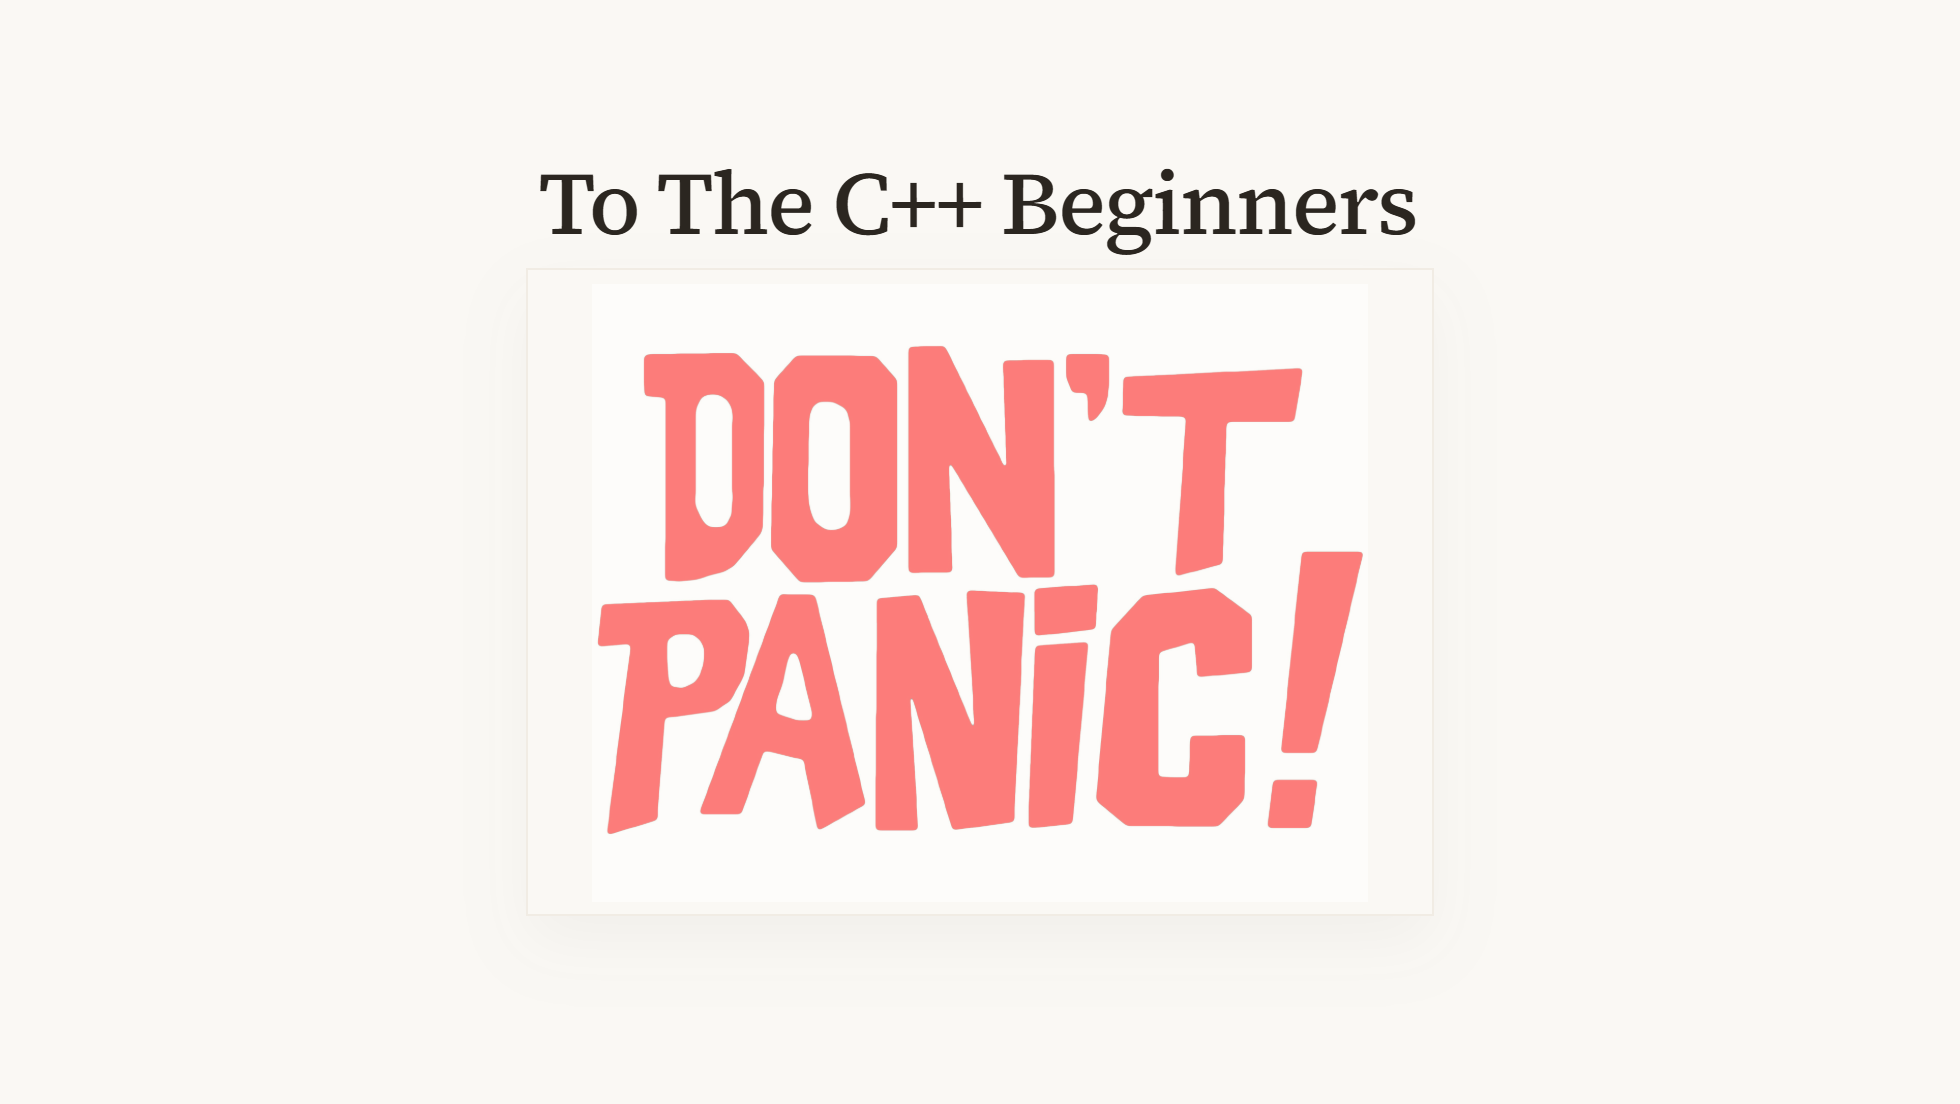 To The C++ Beginners
DON'T
PANiC!